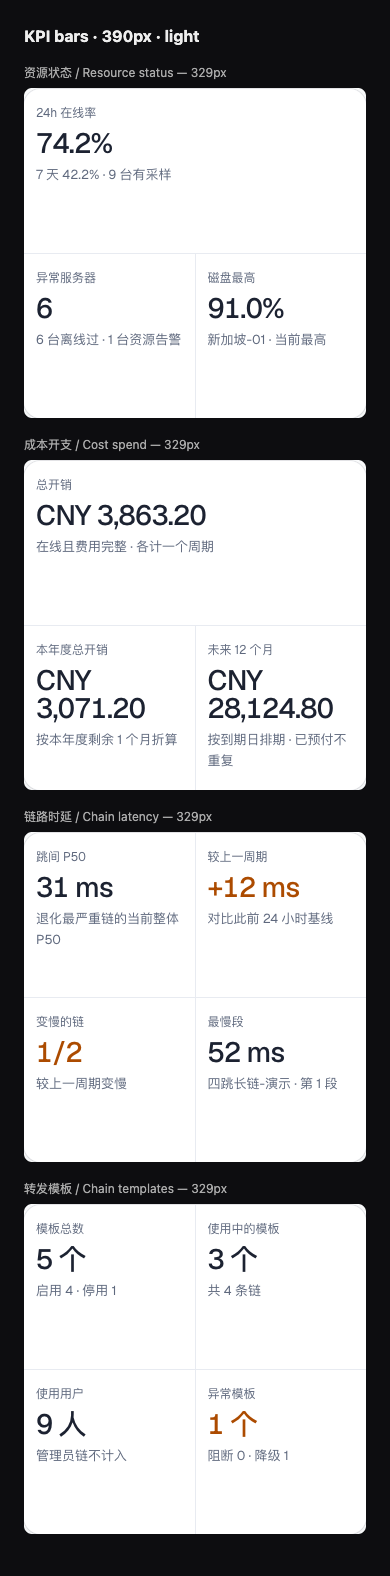 KPI bars · 390px · light
资源状态 / Resource status — 329px
24h 在线率
74.2%
7 天 42.2% · 9 台有采样
异常服务器
6
6 台离线过 · 1 台资源告警
磁盘最高
91.0%
新加坡-01 · 当前最高
成本开支 / Cost spend — 329px
总开销
CNY 3,863.20
在线且费用完整 · 各计一个周期
本年度总开销
CNY
3,071.20
按本年度剩余 1 个月折算
未来 12 个月
CNY
28,124.80
按到期日排期 · 已预付不
重复
链路时延 / Chain latency — 329px
跳间 P50
31 ms
退化最严重链的当前整体
P50
较上一周期
+12 ms
对比此前 24 小时基线
变慢的链
1/2
较上一周期变慢
最慢段
52 ms
四跳长链-演示 · 第 1 段
转发模板 / Chain templates — 329px
模板总数
5 个
启用 4 · 停用 1
使用中的模板
3 个
共 4 条链
使用用户
9 人
管理员链不计入
异常模板
1 个
阻断 0 · 降级 1